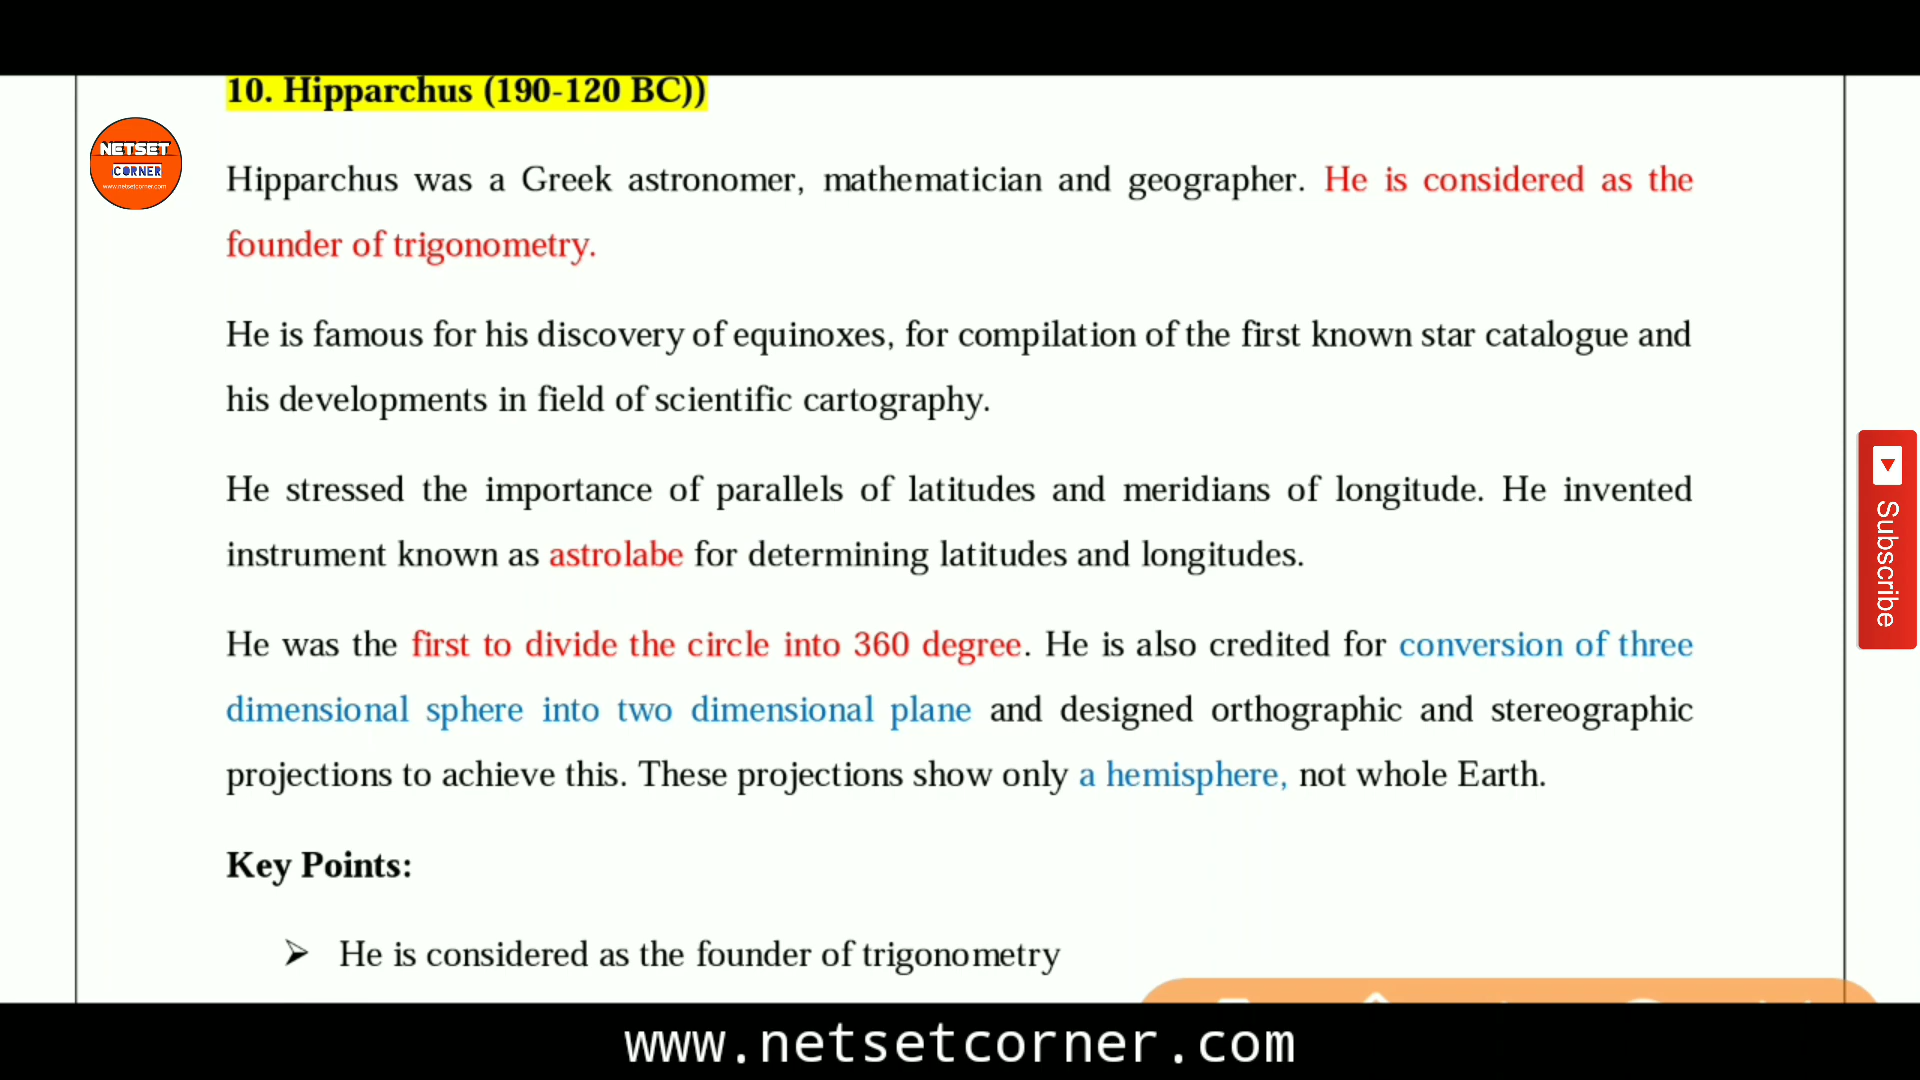 10. Hipparchus (190-120 BC))
NETSET
CORNER
www.netsetcorner.com
Hipparchus was a Greek astronomer, mathematician and geographer. He is considered as the
founder of trigonometry.
He is famous for his discovery of equinoxes, for compilation of the first known star catalogue and
his developments in field of scientific cartography.
He stressed the importance of parallels of latitudes and meridians of longitude. He invented
instrument known as astrolabe for determining latitudes and longitudes.
He was the first to divide the circle into 360 degree. He is also credited for conversion of three
dimensional sphere into two dimensional plane and designed orthographic and stereographic
projections to achieve this. These projections show only a hemisphere, not whole Earth.
Key Points:
➢ He is considered as the founder of trigonometry
Subscribe
www.netsetcorner.com